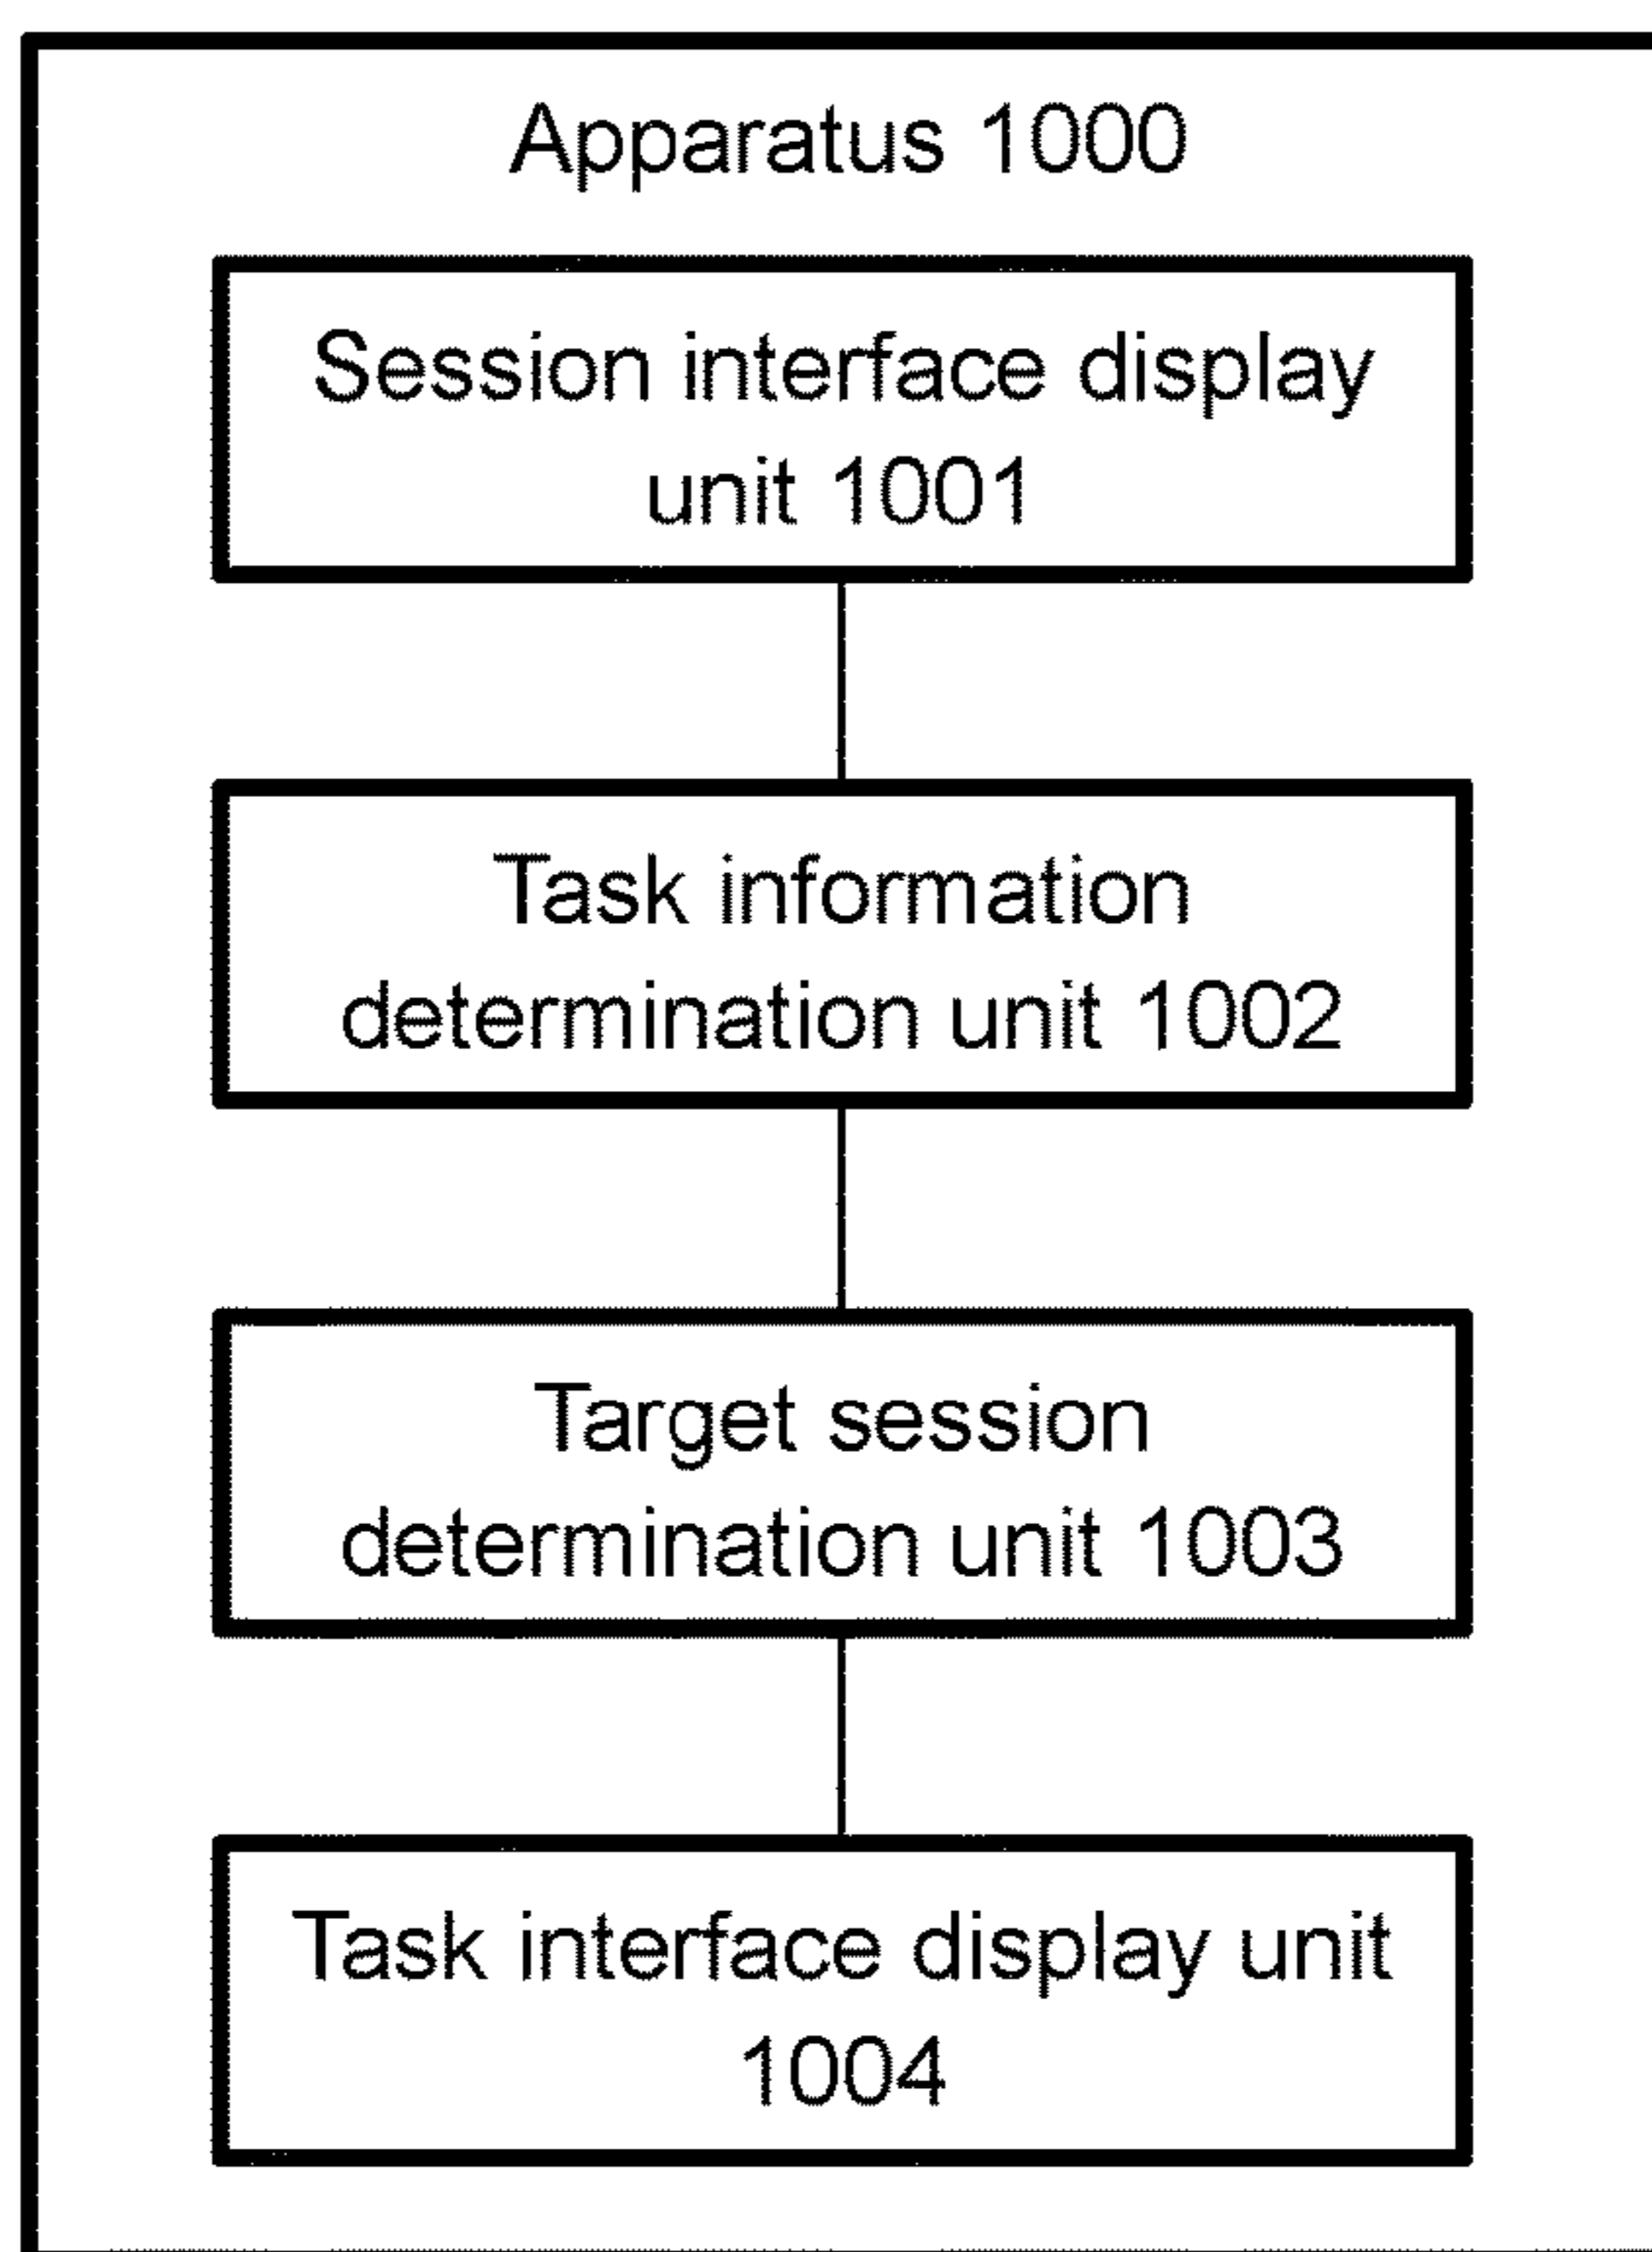 Apparatus 1000
Session interface display
unit 1001
Task information
determination unit 1002
Target session
determination unit 1003
Task interface display unit
1004